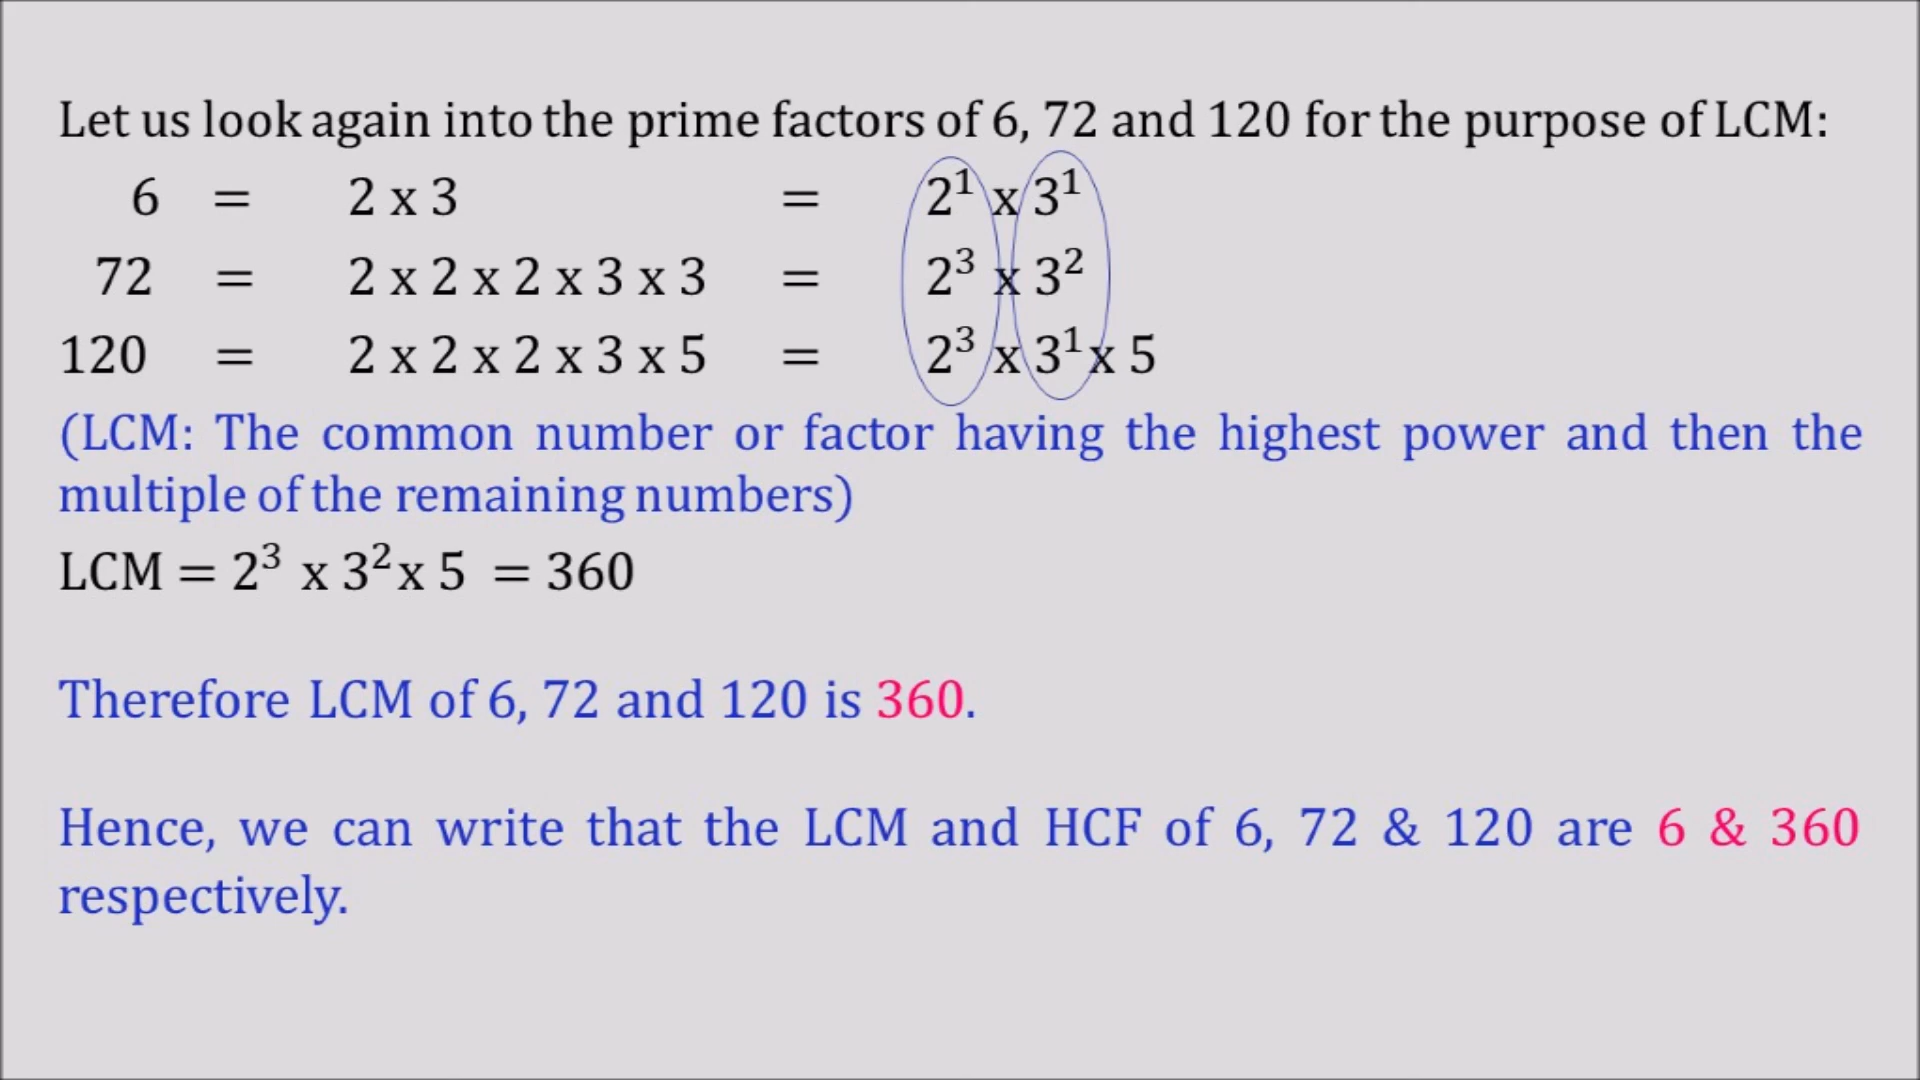 Let us look again into the prime factors of 6, 72 and 120 for the purpose of LCM:
6 = 2 x 3 = 2¹ x 3¹
72 = 2 x 2 x 2 x 3 x 3 = 2³ x 3²
120 = 2 x 2 x 2 x 3 x 5 = 2³ x 3¹ x 5
(LCM: The common number or factor having the highest power and then the
multiple of the remaining numbers)
LCM = 2³ x 3² x 5 = 360
Therefore LCM of 6, 72 and 120 is 360.
Hence, we can write that the LCM and HCF of 6, 72 & 120 are 6 & 360
respectively.